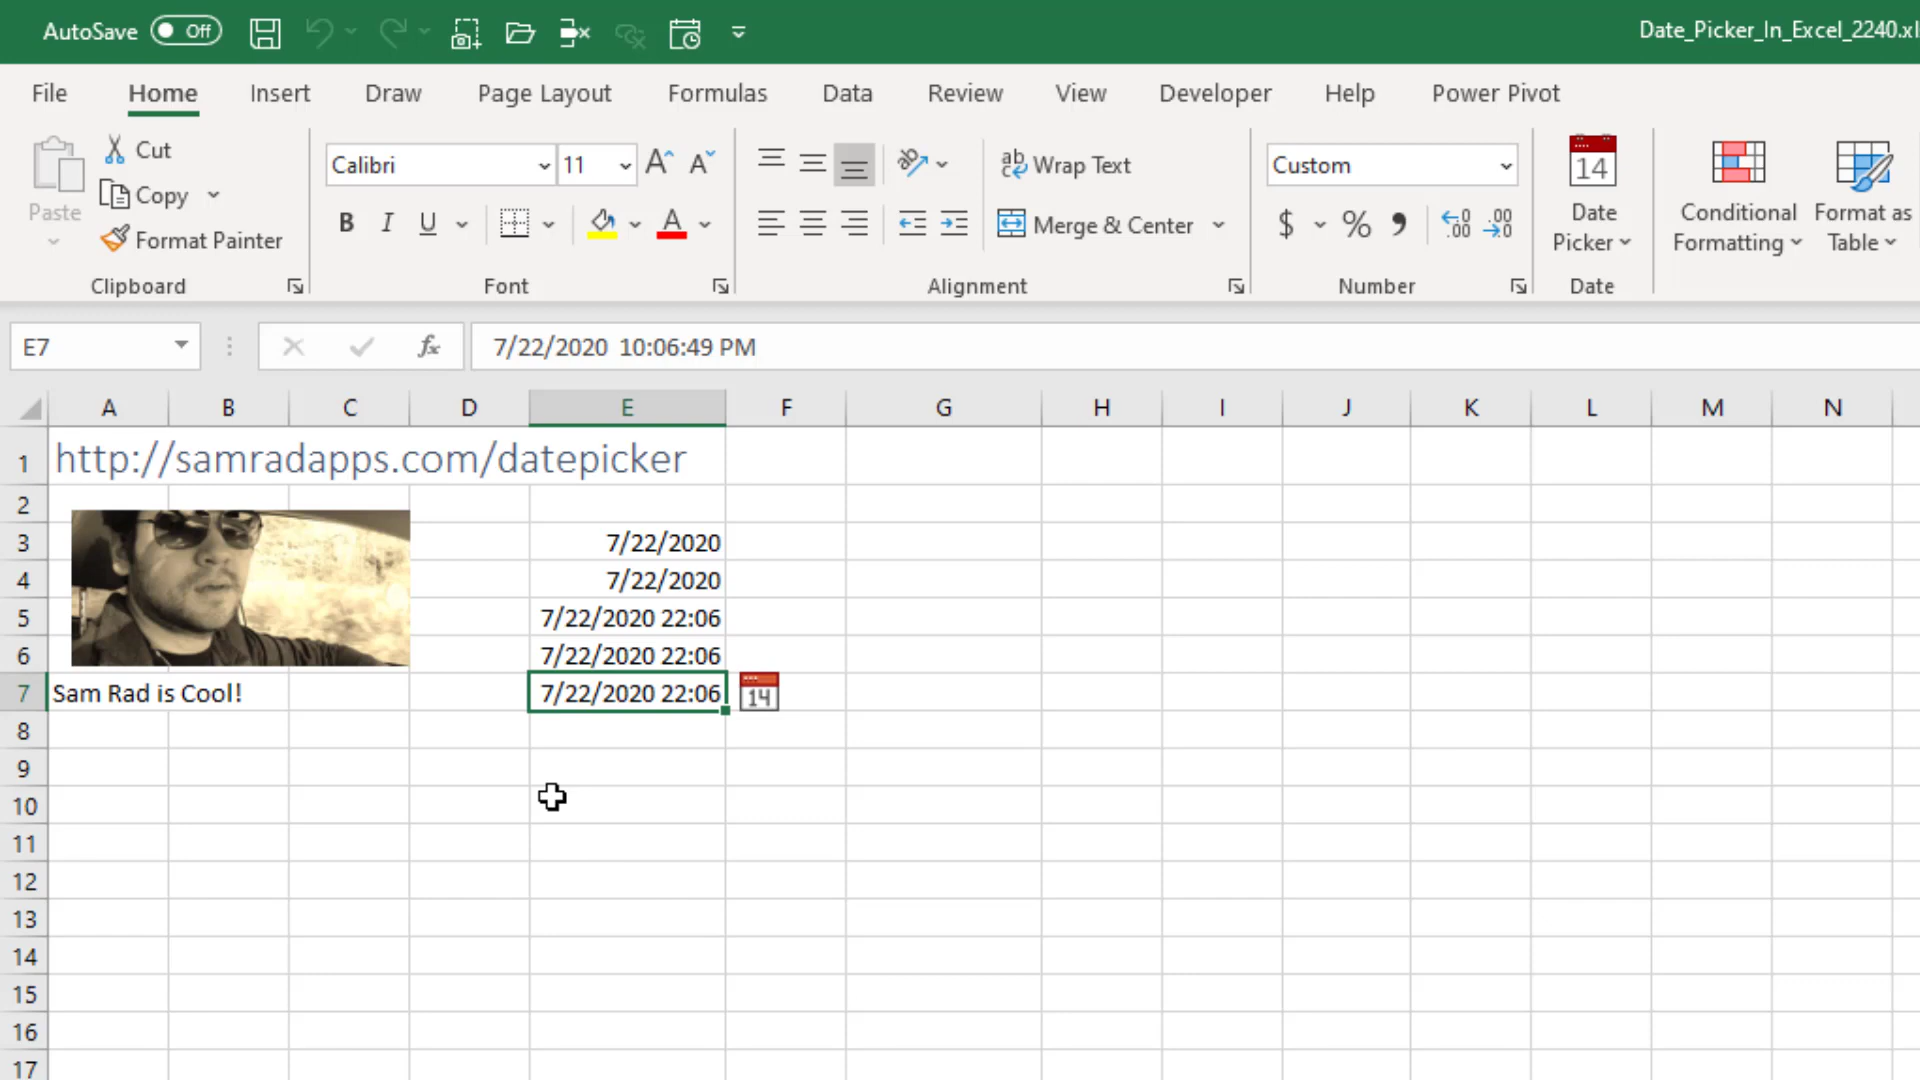 AutoSave Off
Date_Picker_In_Excel_2240.xl
File Home Insert Draw Page Layout Formulas Data Review View Developer Help Power Pivot
Paste
Cut
Copy
Format Painter
Clipboard
Calibri 11
B I U
Font
Wrap Text
Merge & Center
Alignment
Custom
$ % ,
Number
14
Date Picker
Date
Conditional Formatting
Format as Table
E7 fx 7/22/2020 10:06:49 PM
A B C D E F G H I J K L M N
1 http://samradapps.com/datepicker
2
3 7/22/2020
4 7/22/2020
5 7/22/2020 22:06
6 7/22/2020 22:06
7 Sam Rad is Cool! 7/22/2020 22:06 14
8
9
10
11
12
13
14
15
16
17